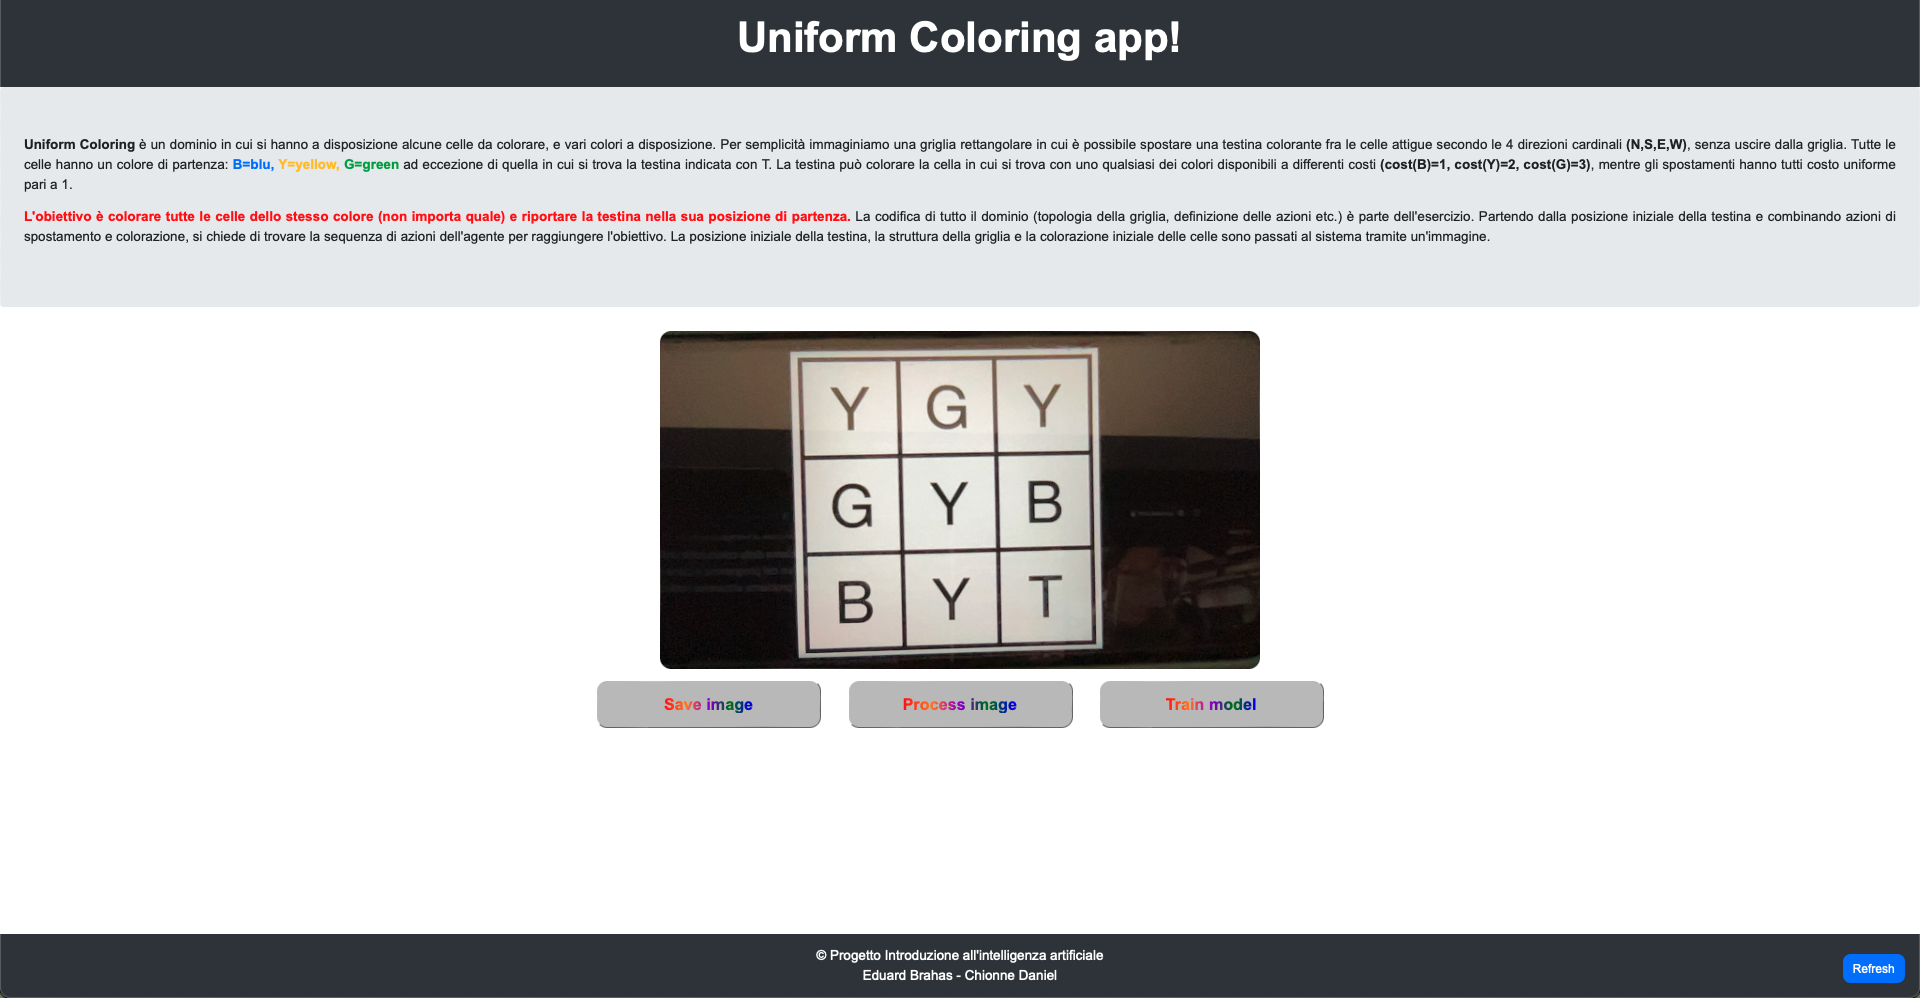 Uniform Coloring app!
Uniform Coloring è un dominio in cui si hanno a disposizione alcune celle da colorare, e vari colori a disposizione. Per semplicità immaginiamo una griglia rettangolare in cui è possibile spostare una testina colorante fra le celle attigue secondo le 4 direzioni cardinali (N,S,E,W), senza uscire dalla griglia. Tutte le
celle hanno un colore di partenza: B=blu, Y=yellow, G=green ad eccezione di quella in cui si trova la testina indicata con T. La testina può colorare la cella in cui si trova con uno qualsiasi dei colori disponibili a differenti costi (cost(B)=1, cost(Y)=2, cost(G)=3), mentre gli spostamenti hanno tutti costo uniforme
pari a 1.
L'obiettivo è colorare tutte le celle dello stesso colore (non importa quale) e riportare la testina nella sua posizione di partenza. La codifica di tutto il dominio (topologia della griglia, definizione delle azioni etc.) è parte dell'esercizio. Partendo dalla posizione iniziale della testina e combinando azioni di
spostamento e colorazione, si chiede di trovare la sequenza di azioni dell'agente per raggiungere l'obiettivo. La posizione iniziale della testina, la struttura della griglia e la colorazione iniziale delle celle sono passati al sistema tramite un'immagine.
Y G Y
G Y B
B Y T
Save image Process image Train model
© Progetto Introduzione all'intelligenza artificiale
Eduard Brahas - Chionne Daniel
Refresh